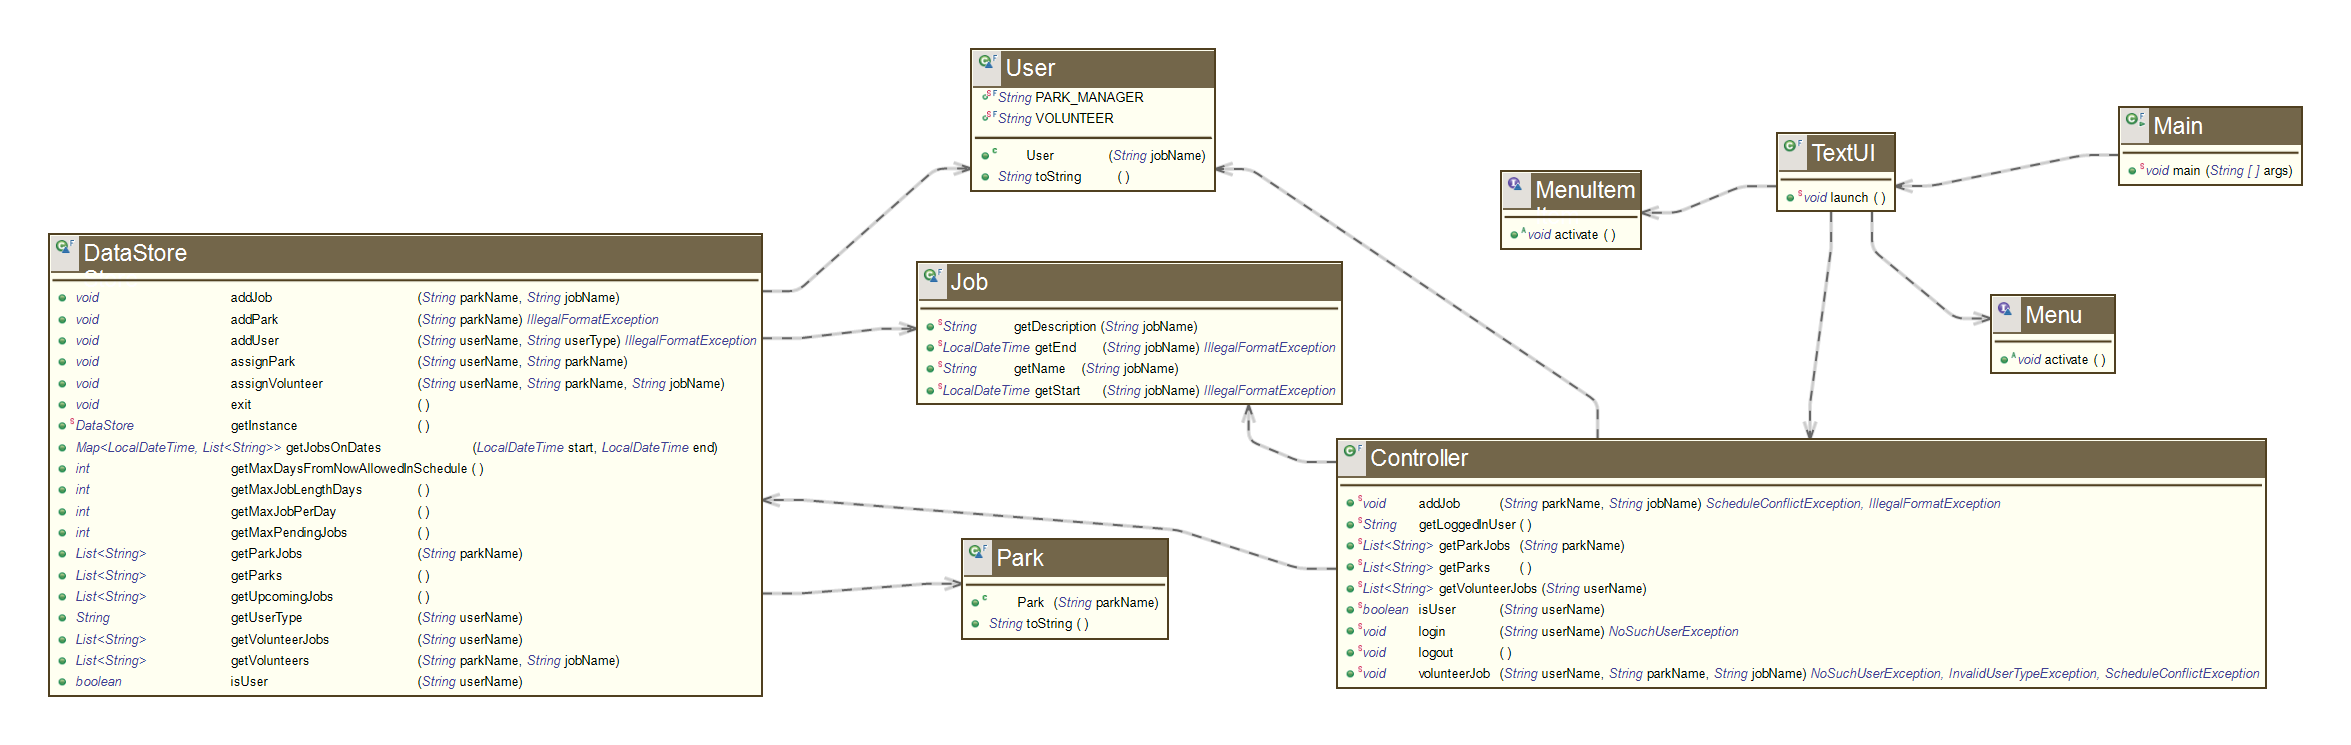 User
String PARK_MANAGER
String VOLUNTEER
User (String jobName)
String toString ( )
Main
void main (String [ ] args)
TextUI
void launch ( )
MenuItem
void activate ( )
DataStore
void addJob (String parkName, String jobName)
void addPark (String parkName) IllegalFormatException
void addUser (String userName, String userType) IllegalFormatException
void assignPark (String userName, String parkName)
void assignVolunteer (String userName, String parkName, String jobName)
void exit ( )
DataStore getInstance ( )
Map<LocalDateTime, List<String>> getJobsOnDates (LocalDateTime start, LocalDateTime end)
int getMaxDaysFromNowAllowedInSchedule ( )
int getMaxJobLengthDays ( )
int getMaxJobPerDay ( )
int getMaxPendingJobs ( )
List<String> getParkJobs (String parkName)
List<String> getParks ( )
List<String> getUpcomingJobs ( )
String getUserType (String userName)
List<String> getVolunteerJobs (String userName)
List<String> getVolunteers (String parkName, String jobName)
boolean isUser (String userName)
Job
String getDescription (String jobName)
LocalDateTime getEnd (String jobName) IllegalFormatException
String getName (String jobName)
LocalDateTime getStart (String jobName) IllegalFormatException
Menu
void activate ( )
Controller
void addJob (String parkName, String jobName) ScheduleConflictException, IllegalFormatException
String getLoggedInUser ( )
List<String> getParkJobs (String parkName)
List<String> getParks ( )
List<String> getVolunteerJobs (String userName)
boolean isUser (String userName)
void login (String userName) NoSuchUserException
void logout ( )
void volunteerJob (String userName, String parkName, String jobName) NoSuchUserException, InvalidUserTypeException, ScheduleConflictException
Park
Park (String parkName)
String toString ( )